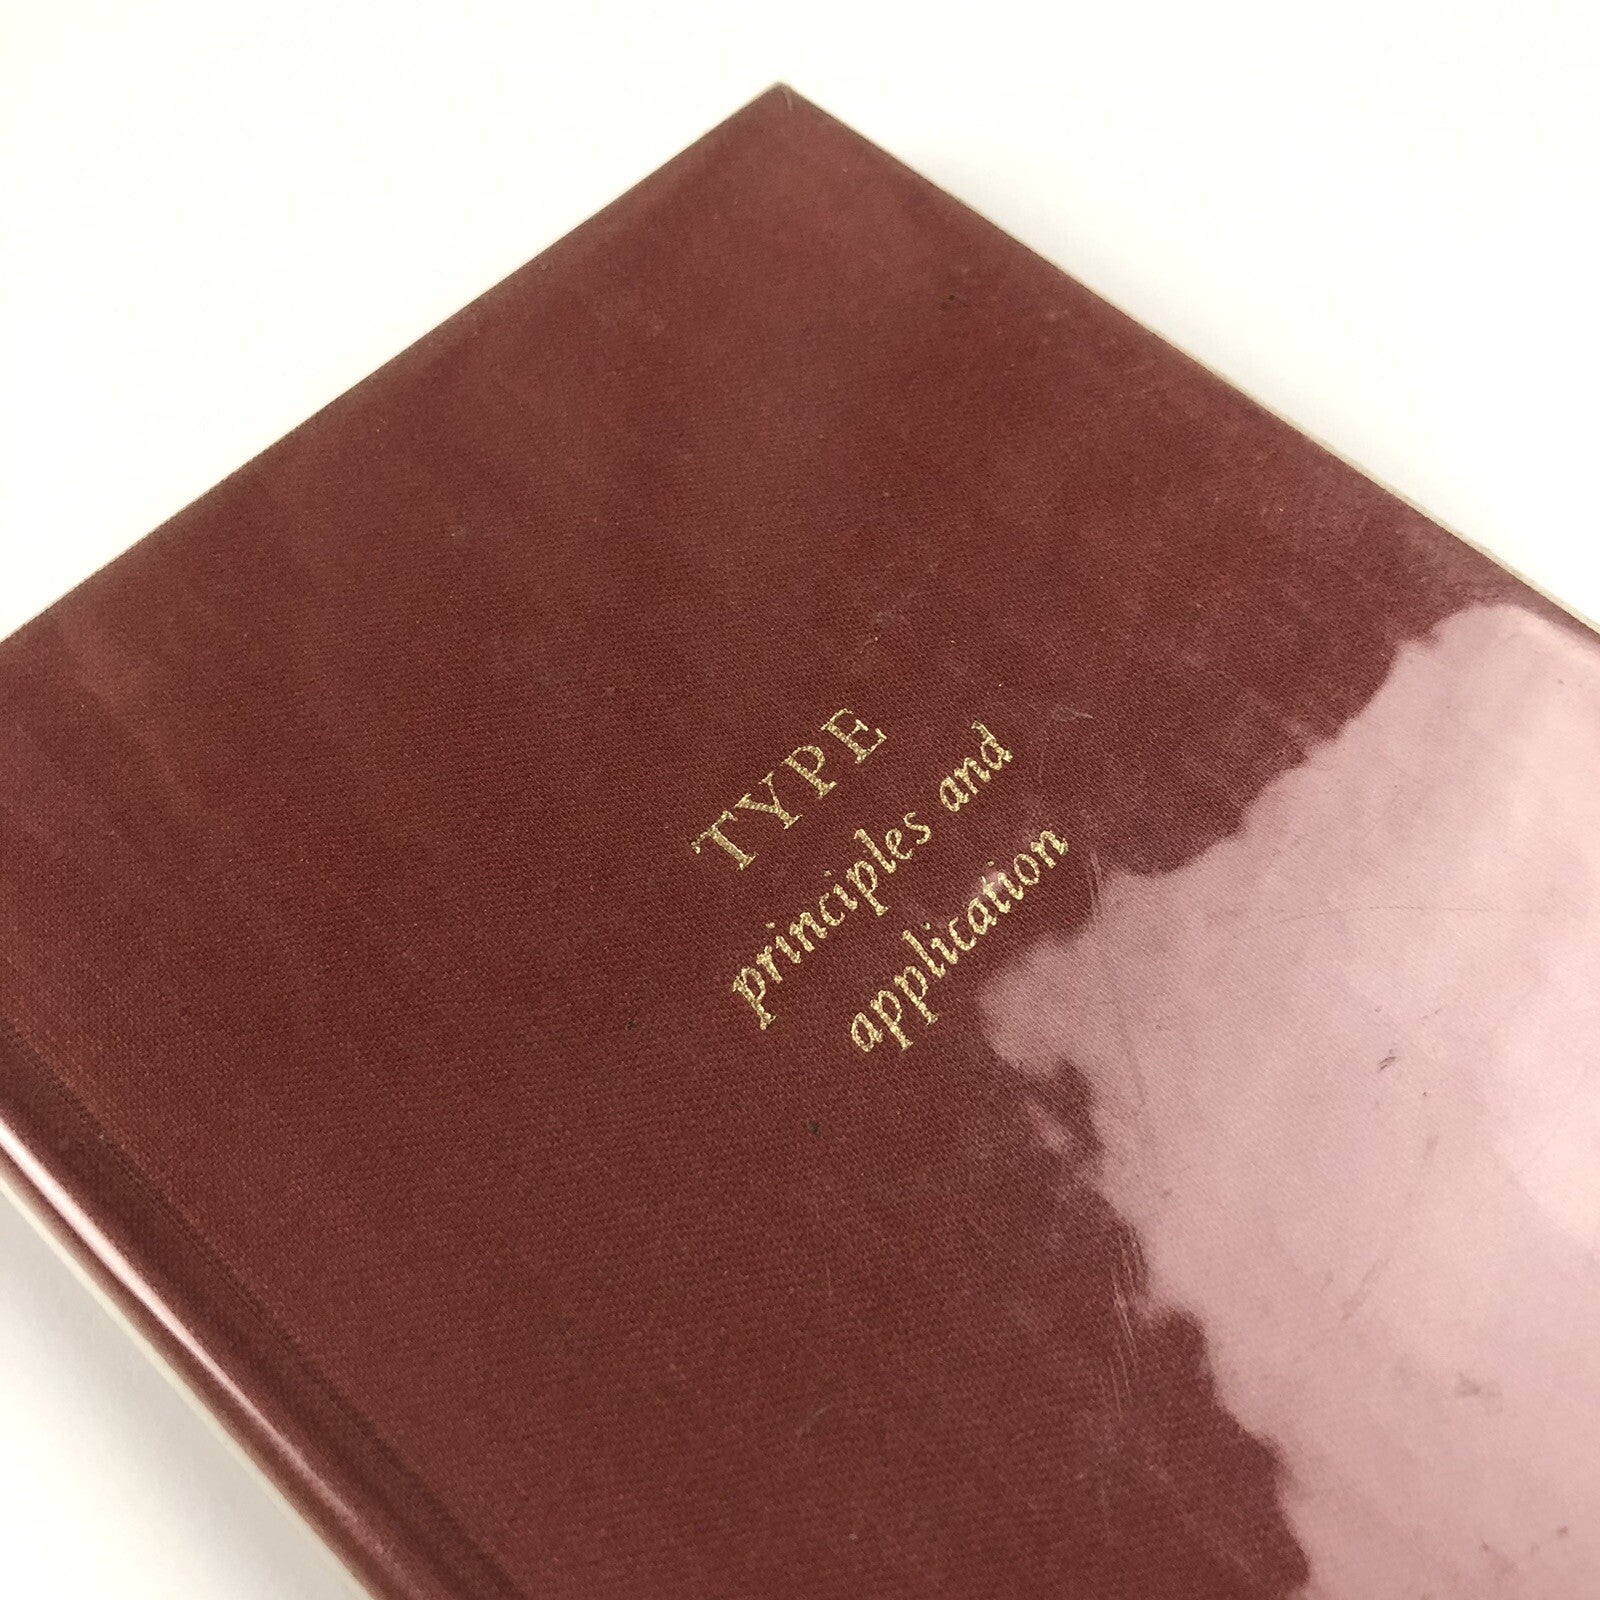 TYPE
principles and
application